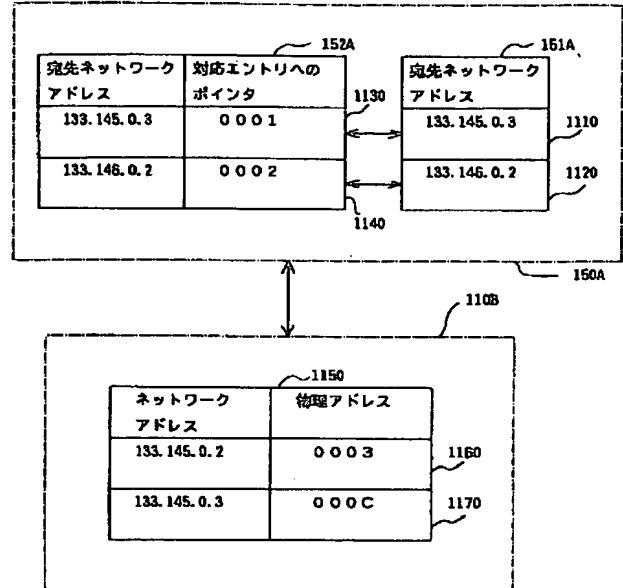 152A
151A
宛先ネットワーク
アドレス
対応エントリへの
ポインタ
1130
宛先ネットワーク
アドレス
133.145.0.3
0001
133.145.0.3
1110
133.146.0.2
0002
133.146.0.2
1120
1140
150A
110B
1150
ネットワーク
アドレス
物理アドレス
133.145.0.2
0003
1160
133.145.0.3
000C
1170